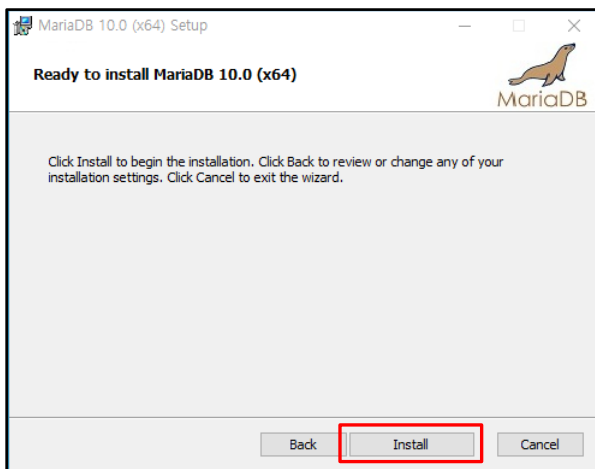 MariaDB 10.0 (x64) Setup
Ready to install MariaDB 10.0 (x64)
MariaDB
Click Install to begin the installation. Click Back to review or change any of your
installation settings. Click Cancel to exit the wizard.
Back
Install
Cancel